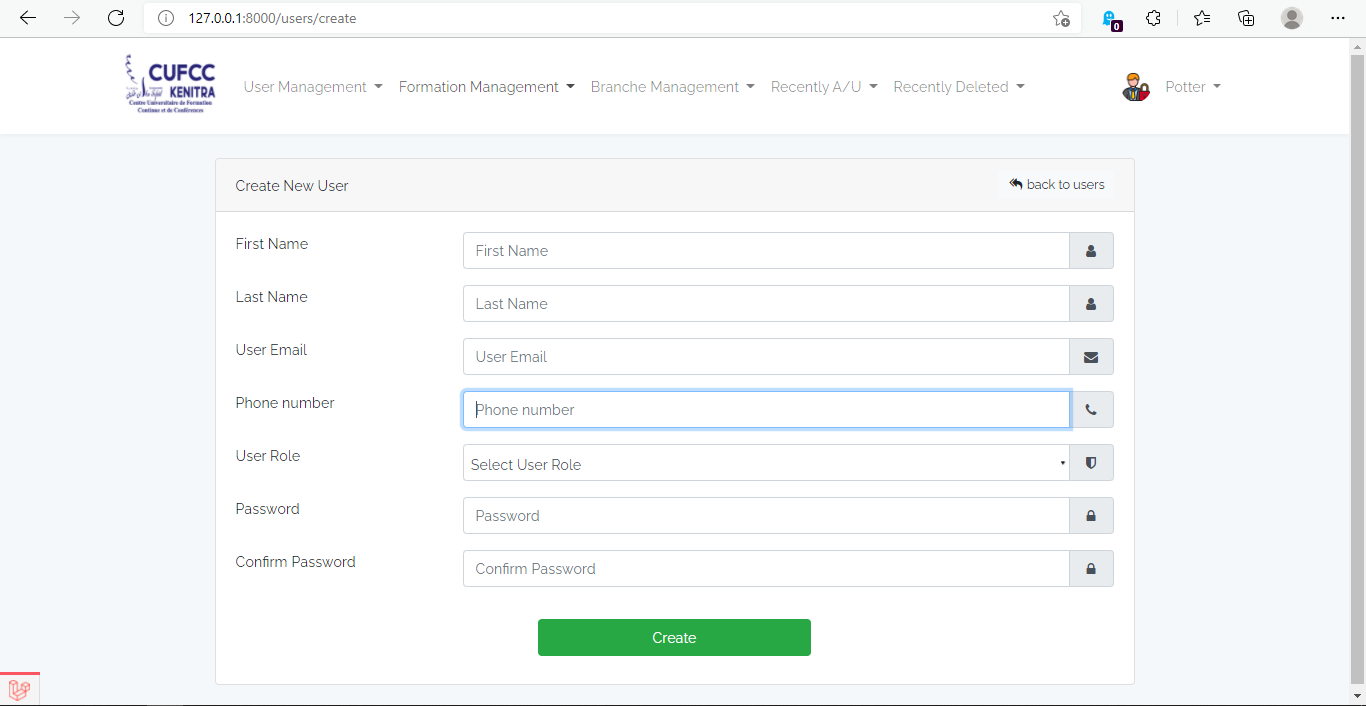 127.0.0.1:8000/users/create
0
CUFCC
KENITRA
Centre Universitaire de Formation
Continue et de Conférences
User Management
Formation Management
Branche Management
Recently A/U
Recently Deleted
Potter
Create New User
back to users
First Name
First Name
Last Name
Last Name
User Email
User Email
Phone number
Phone number
User Role
Select User Role
Password
Password
Confirm Password
Confirm Password
Create